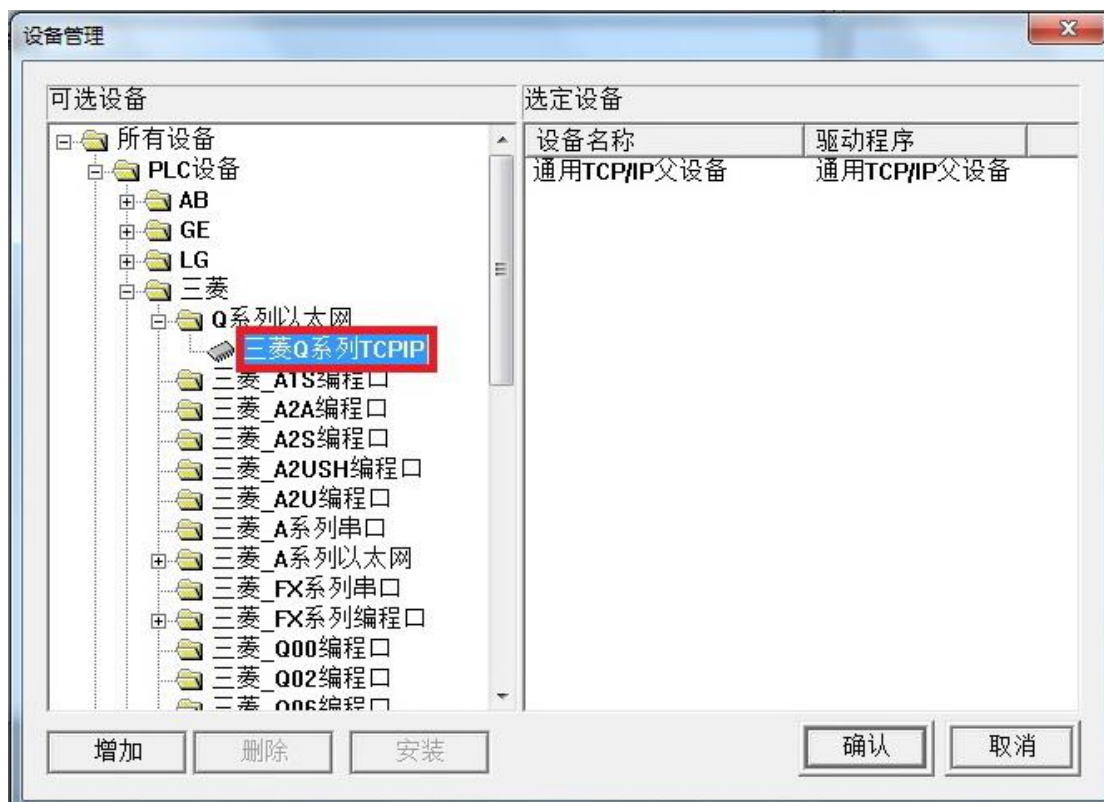 设备管理
可选设备
选定设备
所有设备
PLC设备
AB
GE
LG
三菱
Q系列以太网
三菱Q系列TCPIP
三菱_A1S编程口
三菱_A2A编程口
三菱_A2S编程口
三菱_A2USH编程口
三菱_A2U编程口
三菱_A系列串口
三菱_A系列以太网
三菱_FX系列串口
三菱_FX系列编程口
三菱_Q00编程口
三菱_Q02编程口
三菱_Q06编程口
设备名称 驱动程序
通用TCP/IP父设备 通用TCP/IP父设备
增加 删除 安装 确认 取消